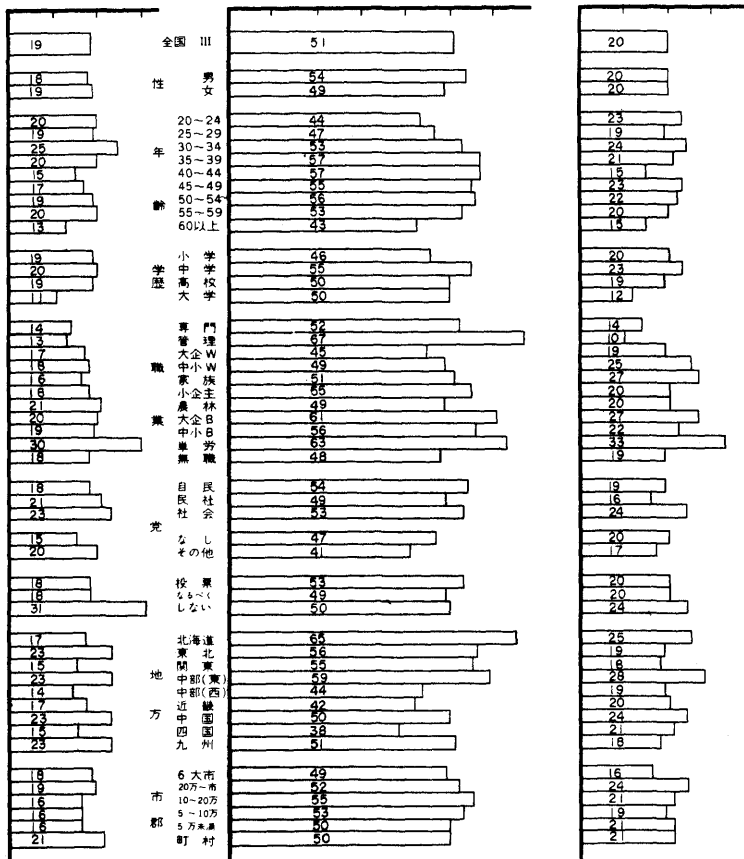 19 全国 III 51 20
18 男 54 20
性
19 女 49 20
20 20~24 44 23
19 25~29 47 19
25 30~34 53 24
年
20 35~39 57 21
15 40~44 57 15
17 45~49 55 23
19 50~54 56 22
齢
20 55~59 53 20
13 60以上 43 15
19 小学 46 20
20 学 中学 55 23
19 歴 高校 50 19
11 大学 50 12
14 専門 52 14
13 管理 67 10
17 大企W 45 19
18 職 中小W 49 25
16 家族 51 27
18 小企主 55 20
21 農林 49 20
20 業 大企B 61 27
19 中小B 56 22
30 単労 63 33
18 無職 48 19
18 自民 54 19
21 民社 49 16
23 社会 53 24
党
15 なし 47 20
20 その他 41 17
18 投票 53 20
18 なるべく 49 20
31 しない 50 24
17 北海道 65 25
23 東北 56 19
15 地 関東 55 18
23 中部(東) 59 28
14 中部(西) 44 19
17 近畿 42 20
23 方 中国 50 24
15 四国 38 21
23 九州 51 18
18 6大市 49 16
19 20万~市 52 24
16 市 10~20万 55 21
16 5~10万 53 19
16 郡 5万未満 50 21
21 町村 50 21